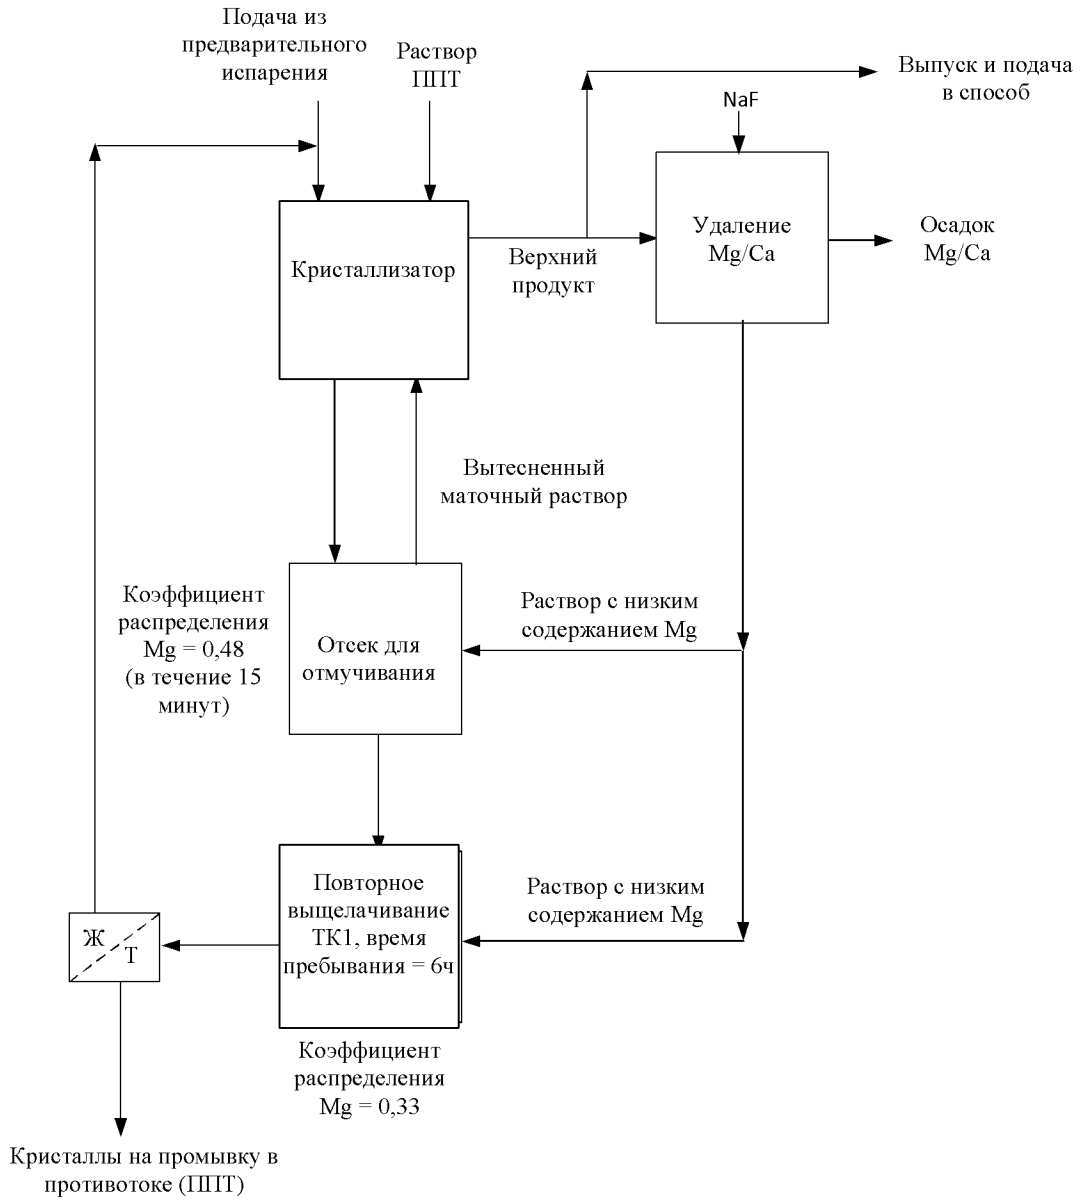 Подача из
предварительного
испарения
Раствор
ППТ
Выпуск и подача
в способ
NaF
Кристаллизатор
Верхний
продукт
Удаление
Mg/Ca
Осадок
Mg/Ca
Вытесненный
маточный раствор
Коэффициент
распределения
Mg = 0,48
(в течение 15
минут)
Отсек для
отмучивания
Раствор с низким
содержанием Mg
Повторное
выщелачивание
ТК1, время
пребывания = 6ч
Раствор с низким
содержанием Mg
Ж
Т
Коэффициент
распределения
Mg = 0,33
Кристаллы на промывку в
противотоке (ППТ)